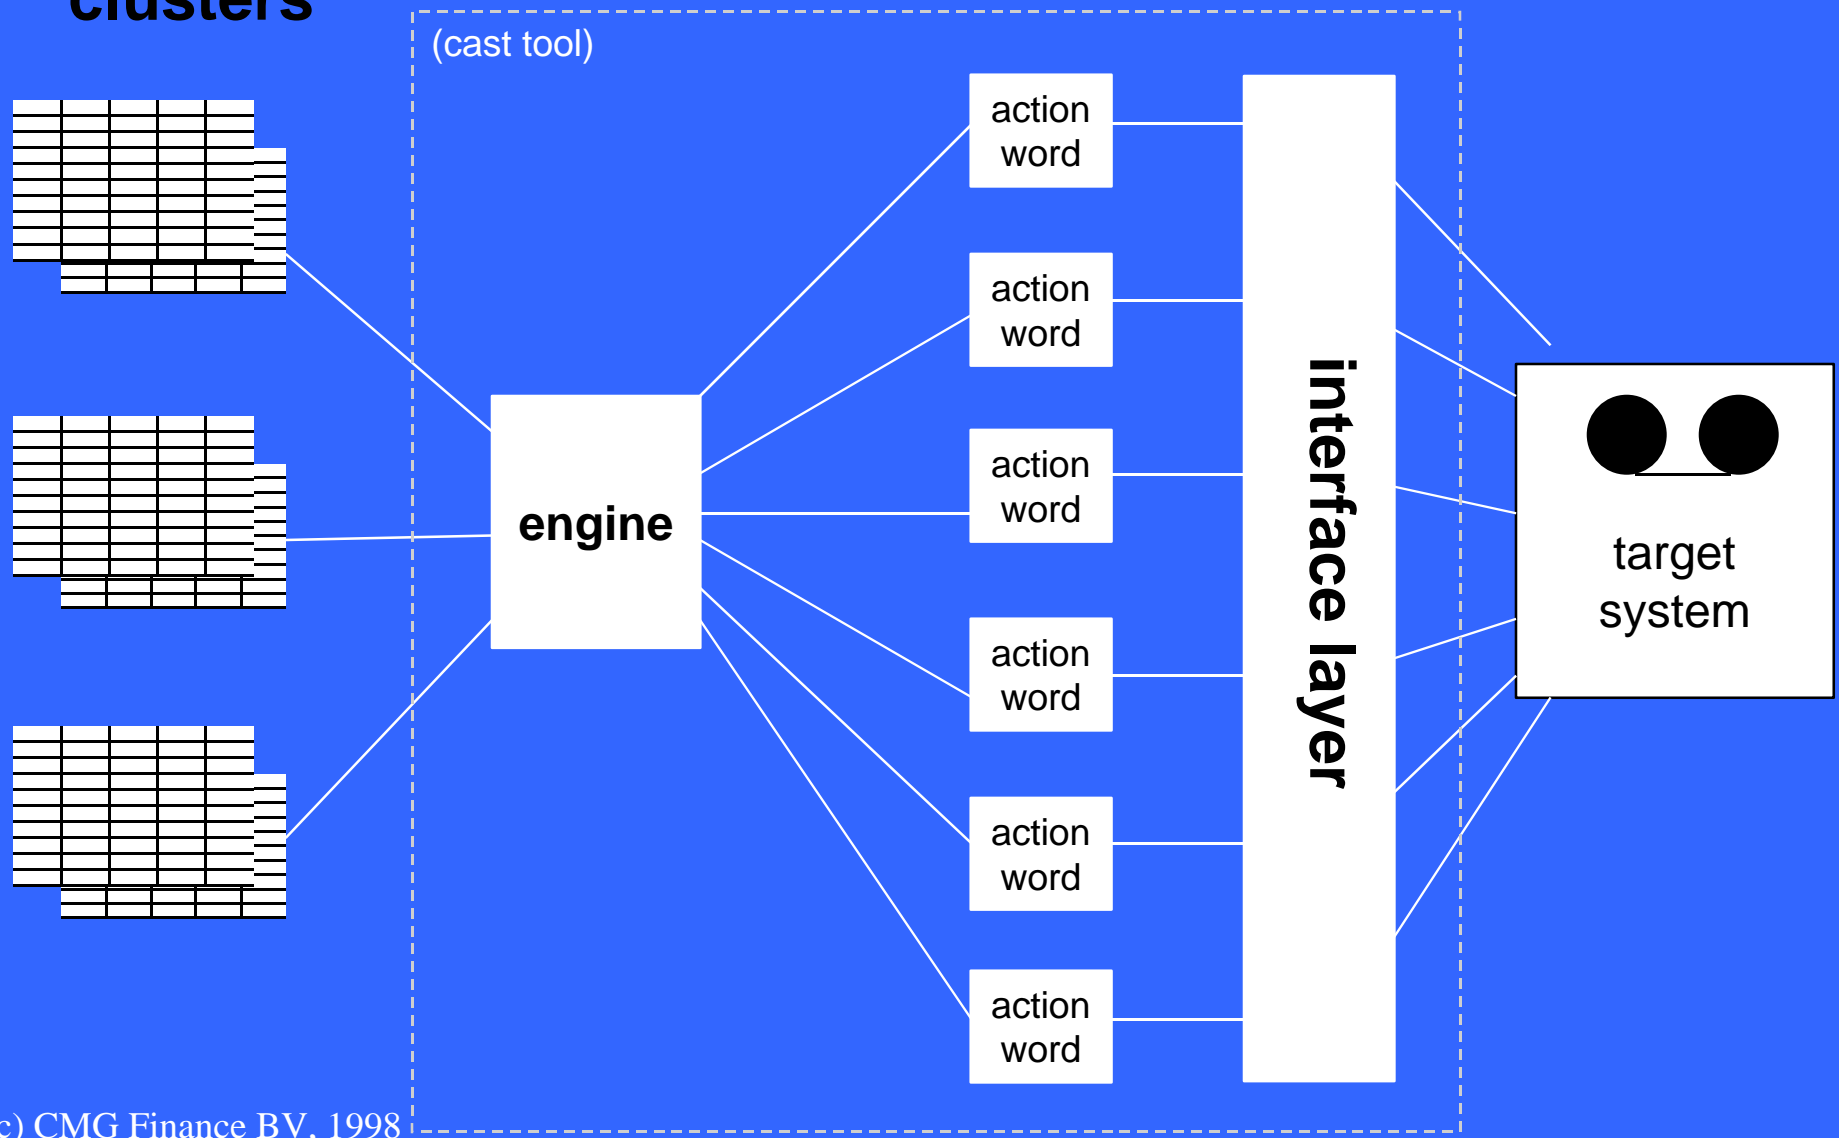 clusters
(cast tool)
action
word
action
word
action
word
action
word
action
word
action
word
engine
interface layer
target
system
c) CMG Finance BV, 1998